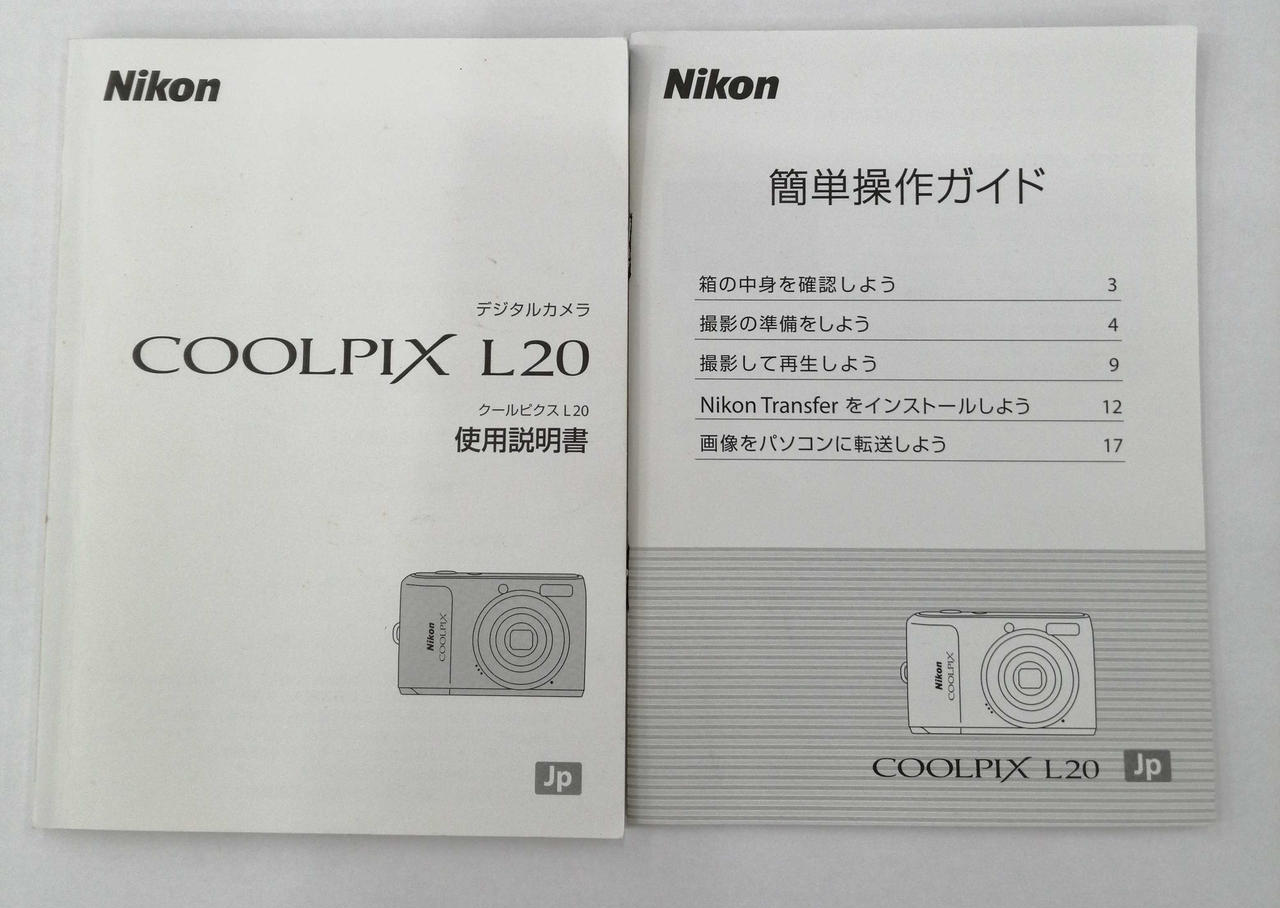 Nikon
デジタルカメラ
COOLPIX L20
クールピクス L20
使用説明書
Nikon
COOLPIX
Jp
Nikon
簡単操作ガイド
箱の中身を確認しよう 3
撮影の準備をしよう 4
撮影して再生しよう 9
Nikon Transfer をインストールしよう 12
画像をパソコンに転送しよう 17
Nikon
COOLPIX
COOLPIX L20 Jp